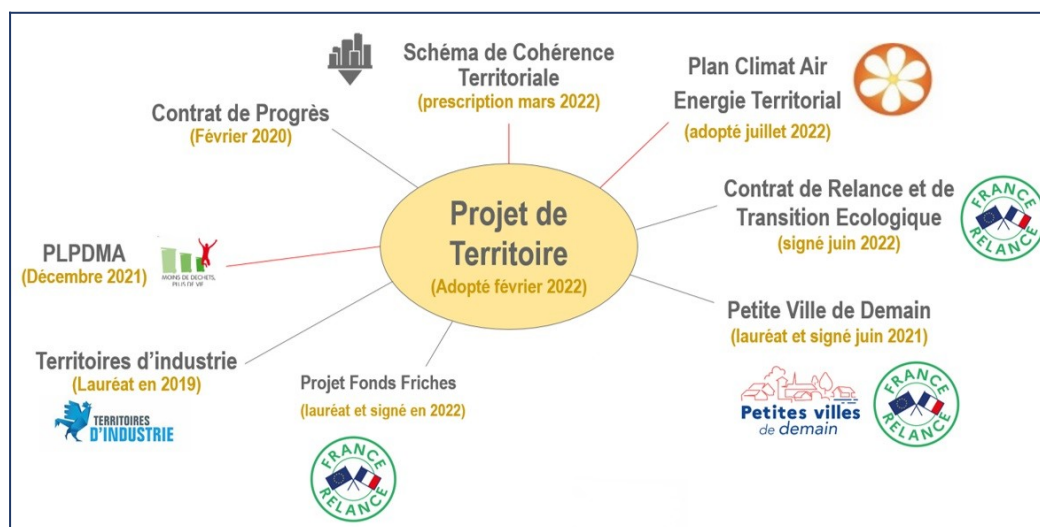 Schéma de Cohérence
Territoriale
(prescription mars 2022)
Plan Climat Air
Energie Territorial
(adopté juillet 2022)
Contrat de Progrès
(Février 2020)
Contrat de Relance et de
Transition Ecologique
(signé juin 2022)
FRANCE
RELANCE
Projet de
Territoire
(Adopté février 2022)
PLPDMA
(Décembre 2021)
MOINS DE DECHETS,
PLUS DE VIE
Petite Ville de Demain
(lauréat et signé juin 2021)
Petites villes
de demain
FRANCE
RELANCE
Territoires d'industrie
(Lauréat en 2019)
TERRITOIRES
D'INDUSTRIE
Projet Fonds Friches
(lauréat et signé en 2022)
FRANCE
RELANCE